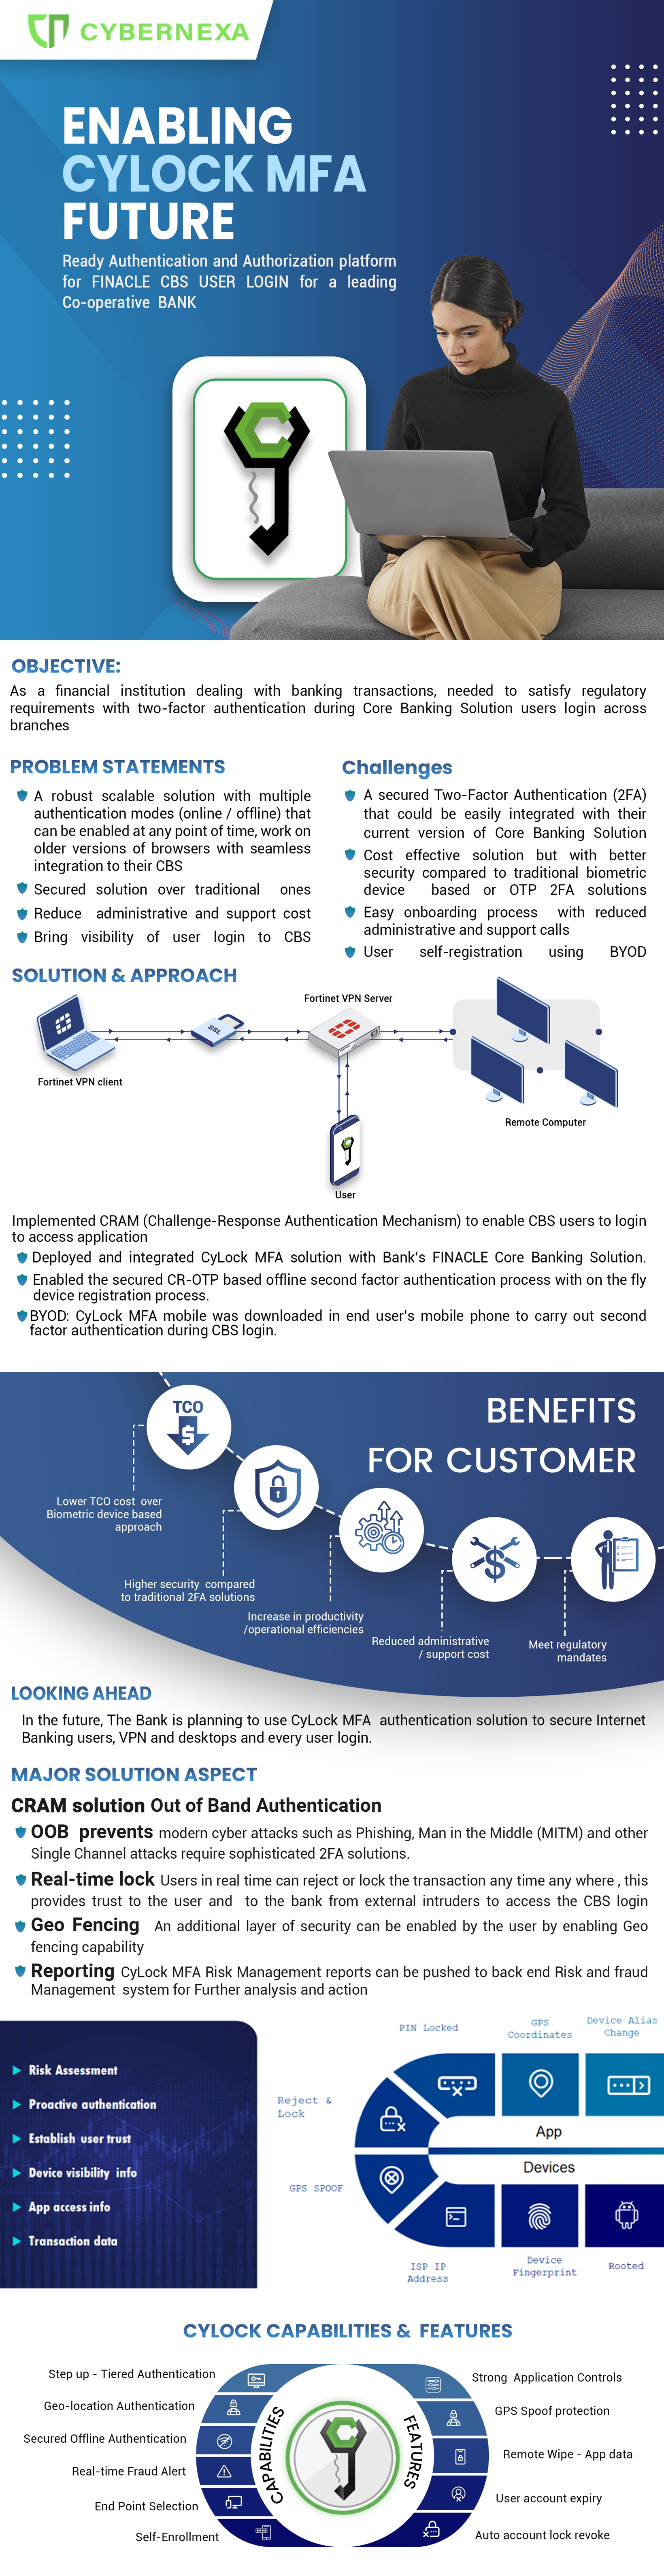 CYBERNEXA
ENABLING
CYLOCK MFA
FUTURE
Ready Authentication and Authorization platform
for FINACLE CBS USER LOGIN for a leading
Co-operative BANK
OBJECTIVE:
As a financial institution dealing with banking transactions, needed to satisfy regulatory
requirements with two-factor authentication during Core Banking Solution users login across
branches
PROBLEM STATEMENTS
A robust scalable solution with multiple
authentication modes (online / offline) that
can be enabled at any point of time, work on
older versions of browsers with seamless
integration to their CBS
Secured solution over traditional ones
Reduce administrative and support cost
Bring visibility of user login to CBS
Challenges
A secured Two-Factor Authentication (2FA)
that could be easily integrated with their
current version of Core Banking Solution
Cost effective solution but with better
security compared to traditional biometric
device based or OTP 2FA solutions
Easy onboarding process with reduced
administrative and support calls
User self-registration using BYOD
SOLUTION & APPROACH
Fortinet VPN Server
SSL
Fortinet VPN client
Remote Computer
User
Implemented CRAM (Challenge-Response Authentication Mechanism) to enable CBS users to login
to access application
Deployed and integrated CyLock MFA solution with Bank's FINACLE Core Banking Solution.
Enabled the secured CR-OTP based offline second factor authentication process with on the fly
device registration process.
BYOD: CyLock MFA mobile was downloaded in end user's mobile phone to carry out second
factor authentication during CBS login.
BENEFITS
FOR CUSTOMER
TCO
Lower TCO cost over
Biometric device based
approach
Higher security compared
to traditional 2FA solutions
Increase in productivity
/operational efficiencies
Reduced administrative
/ support cost
Meet regulatory
mandates
LOOKING AHEAD
In the future, The Bank is planning to use CyLock MFA authentication solution to secure Internet
Banking users, VPN and desktops and every user login.
MAJOR SOLUTION ASPECT
CRAM solution Out of Band Authentication
OOB prevents modern cyber attacks such as Phishing, Man in the Middle (MITM) and other
Single Channel attacks require sophisticated 2FA solutions.
Real-time lock Users in real time can reject or lock the transaction any time any where , this
provides trust to the user and to the bank from external intruders to access the CBS login
Geo Fencing An additional layer of security can be enabled by the user by enabling Geo
fencing capability
Reporting CyLock MFA Risk Management reports can be pushed to back end Risk and fraud
Management system for Further analysis and action
Risk Assessment
Proactive authentication
Establish user trust
Device visibility info
App access info
Transaction data
PIN Locked
GPS
Coordinates
Device Alias
Change
Reject &
Lock
App
Devices
GPS SPOOF
ISP IP
Address
Device
Fingerprint
Rooted
CYLOCK CAPABILITIES & FEATURES
Step up - Tiered Authentication
Geo-location Authentication
Secured Offline Authentication
Real-time Fraud Alert
End Point Selection
Self-Enrollment
CAPABILITIES
FEATURES
Strong Application Controls
GPS Spoof protection
Remote Wipe - App data
User account expiry
Auto account lock revoke